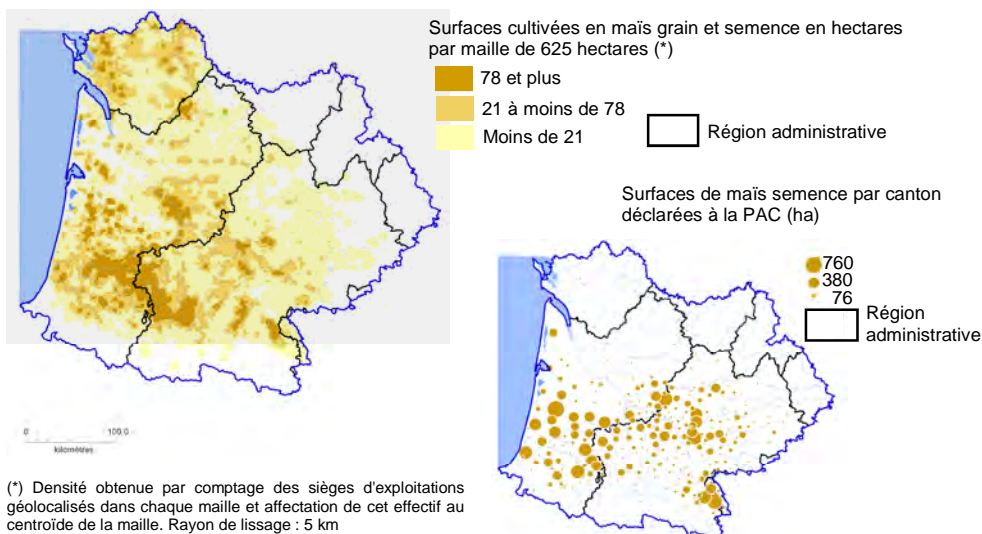 Surfaces cultivées en maïs grain et semence en hectares
par maille de 625 hectares (*)
78 et plus
21 à moins de 78
Moins de 21
Région administrative
Surfaces de maïs semence par canton
déclarées à la PAC (ha)
760
380
76
Région
administrative
0 100,0
kilomètres
(*) Densité obtenue par comptage des sièges d'exploitations
géolocalisés dans chaque maille et affectation de cet effectif au
centroïde de la maille. Rayon de lissage : 5 km